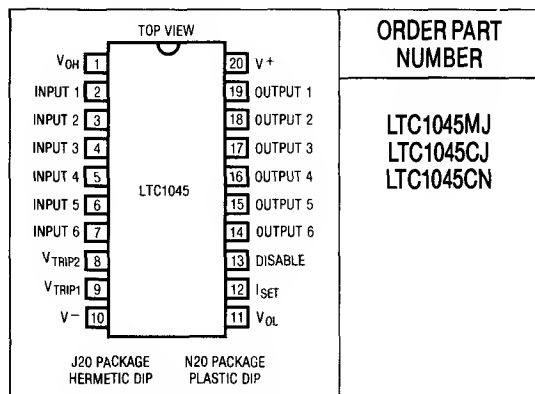 TOP VIEW
VOH 1 20 V+
INPUT 1 2 19 OUTPUT 1
INPUT 2 3 18 OUTPUT 2
INPUT 3 4 17 OUTPUT 3
INPUT 4 5 16 OUTPUT 4
LTC1045
INPUT 5 6 15 OUTPUT 5
INPUT 6 7 14 OUTPUT 6
VTRIP2 8 13 DISABLE
VTRIP1 9 12 ISET
V− 10 11 VOL
J20 PACKAGE
HERMETIC DIP
N20 PACKAGE
PLASTIC DIP
ORDER PART
NUMBER
LTC1045MJ
LTC1045CJ
LTC1045CN